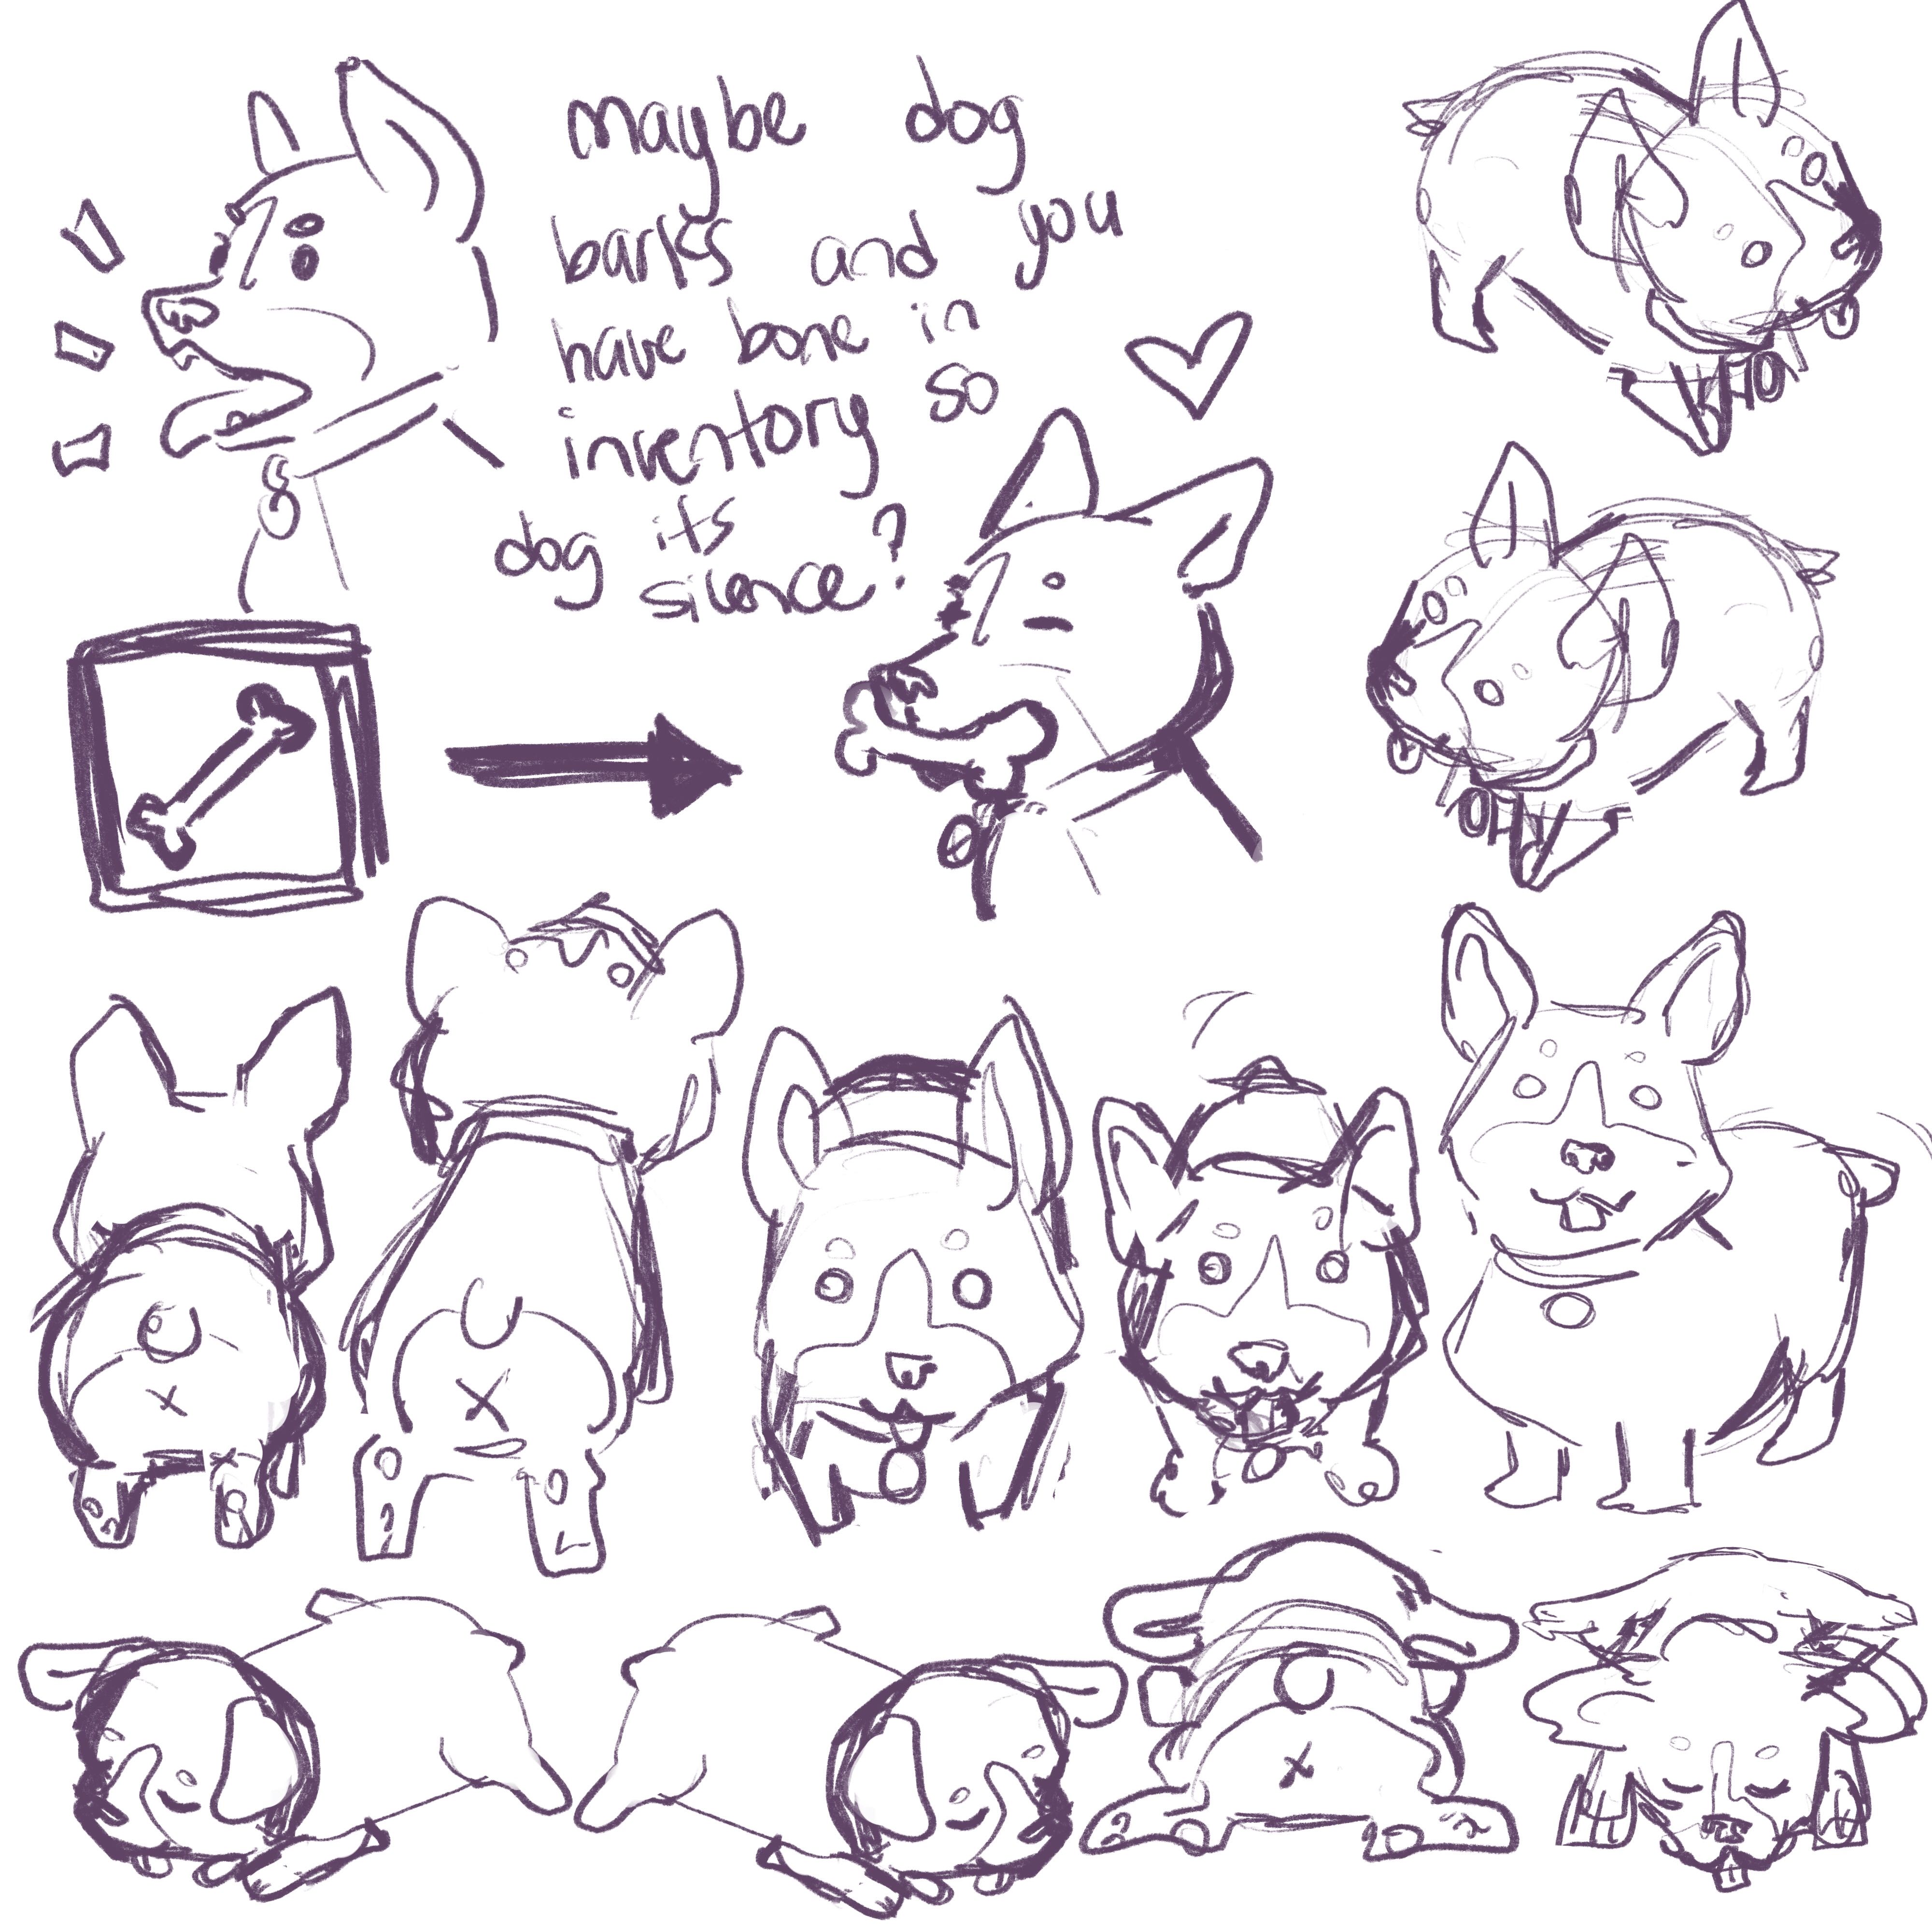 maybe dog
barks and you
have bone in
inventory so
dog its
silence?